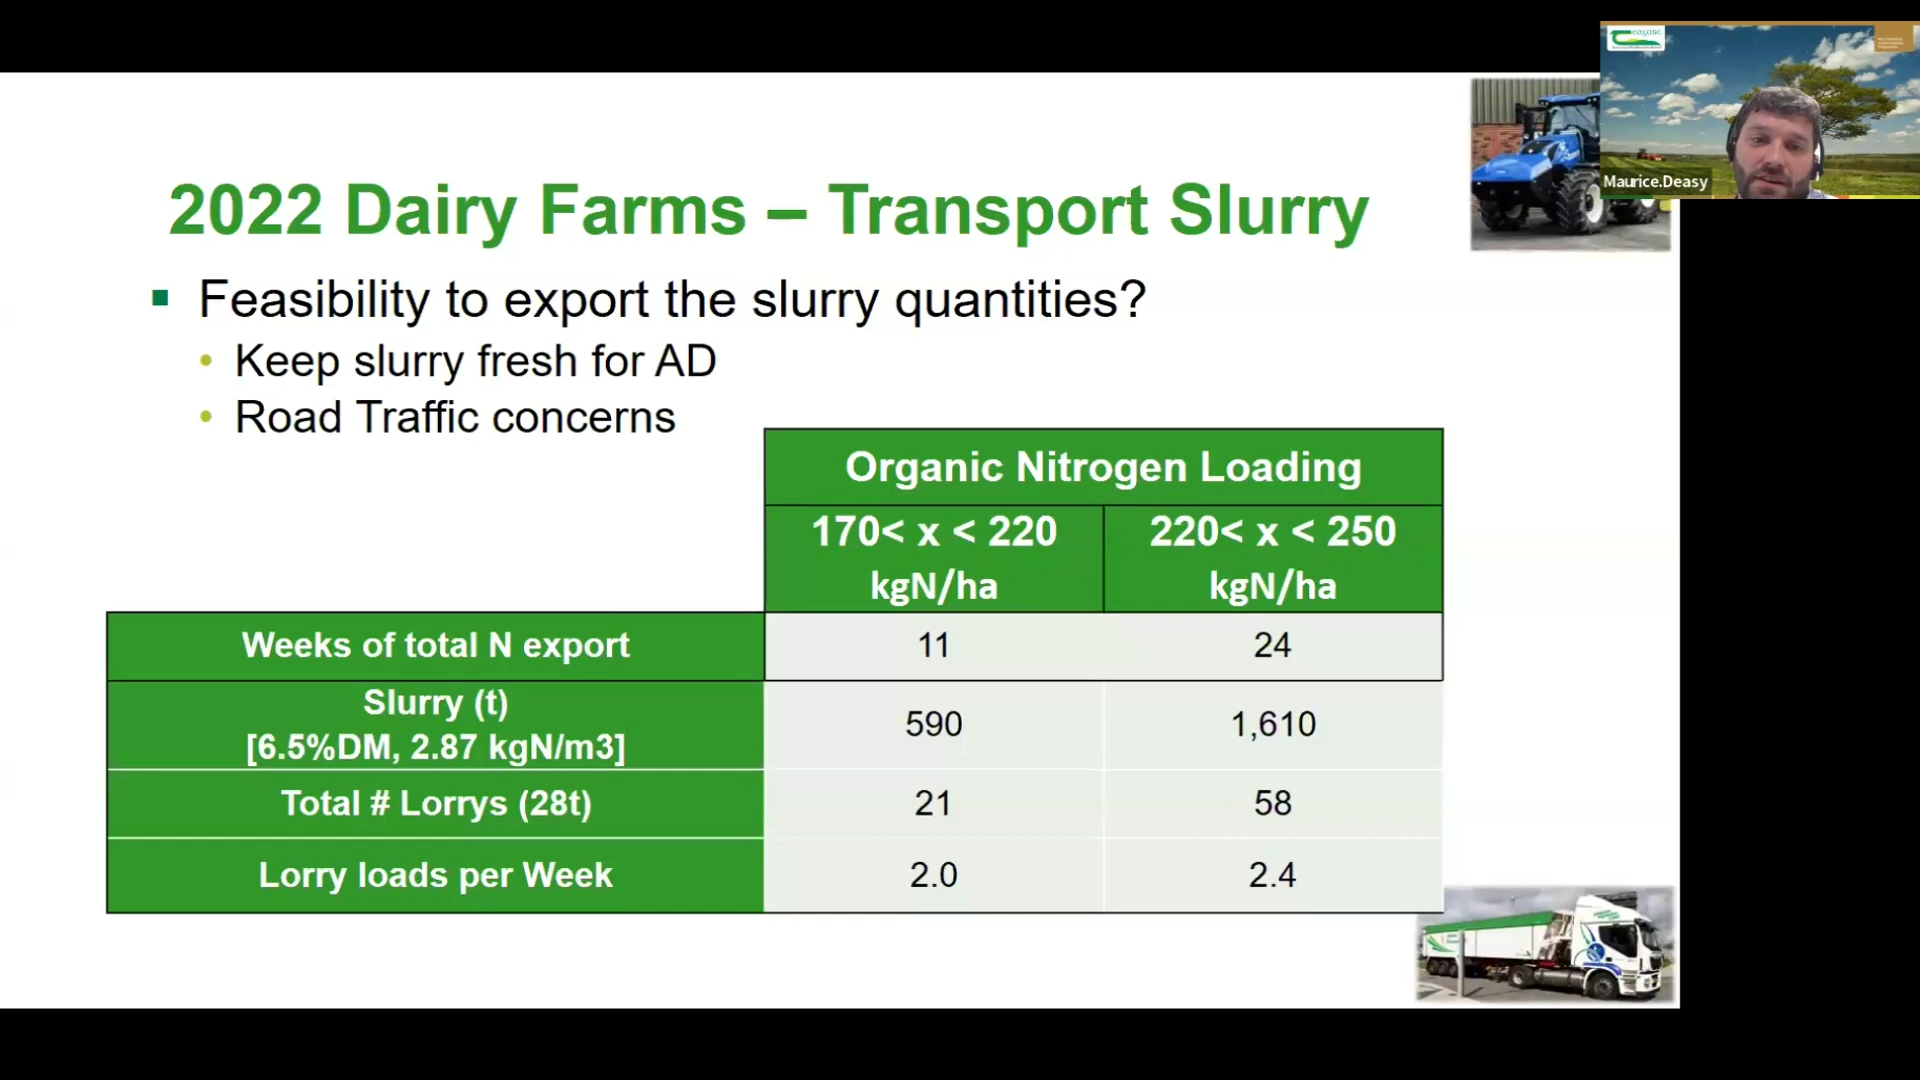 Teagasc
Maurice.Deasy
2022 Dairy Farms – Transport Slurry
Feasibility to export the slurry quantities?
Keep slurry fresh for AD
Road Traffic concerns
Organic Nitrogen Loading
170< x < 220 220< x < 250
kgN/ha kgN/ha
Weeks of total N export 11 24
Slurry (t)
[6.5%DM, 2.87 kgN/m3] 590 1,610
Total # Lorrys (28t) 21 58
Lorry loads per Week 2.0 2.4